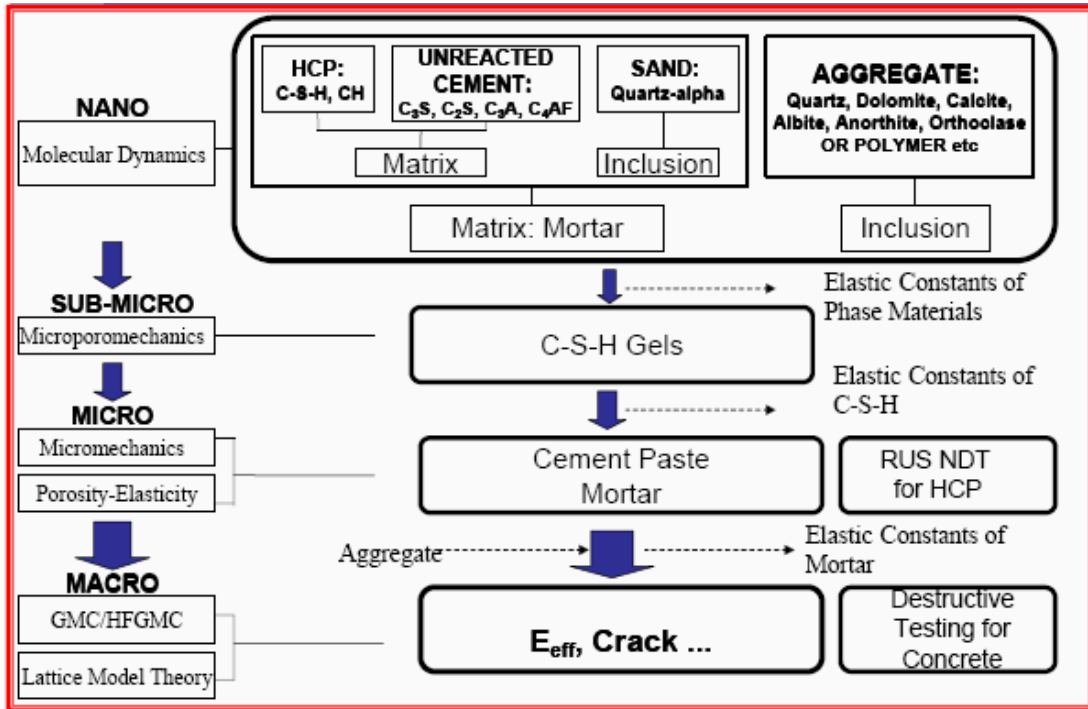 NANO
Molecular Dynamics
HCP:
C-S-H, CH
UNREACTED
CEMENT:
C₃S, C₂S, C₃A, C₄AF
Matrix
SAND:
Quartz-alpha
Inclusion
Matrix: Mortar
AGGREGATE:
Quartz, Dolomite, Calcite,
Albite, Anorthite, Orthoclase
OR POLYMER etc
Inclusion
Elastic Constants of
Phase Materials
SUB-MICRO
Microporomechanics
C-S-H Gels
Elastic Constants of
C-S-H
MICRO
Micromechanics
Porosity-Elasticity
Cement Paste
Mortar
RUS NDT
for HCP
Aggregate
Elastic Constants of
Mortar
MACRO
GMC/HFGMC
Lattice Model Theory
E_eff, Crack ...
Destructive
Testing for
Concrete